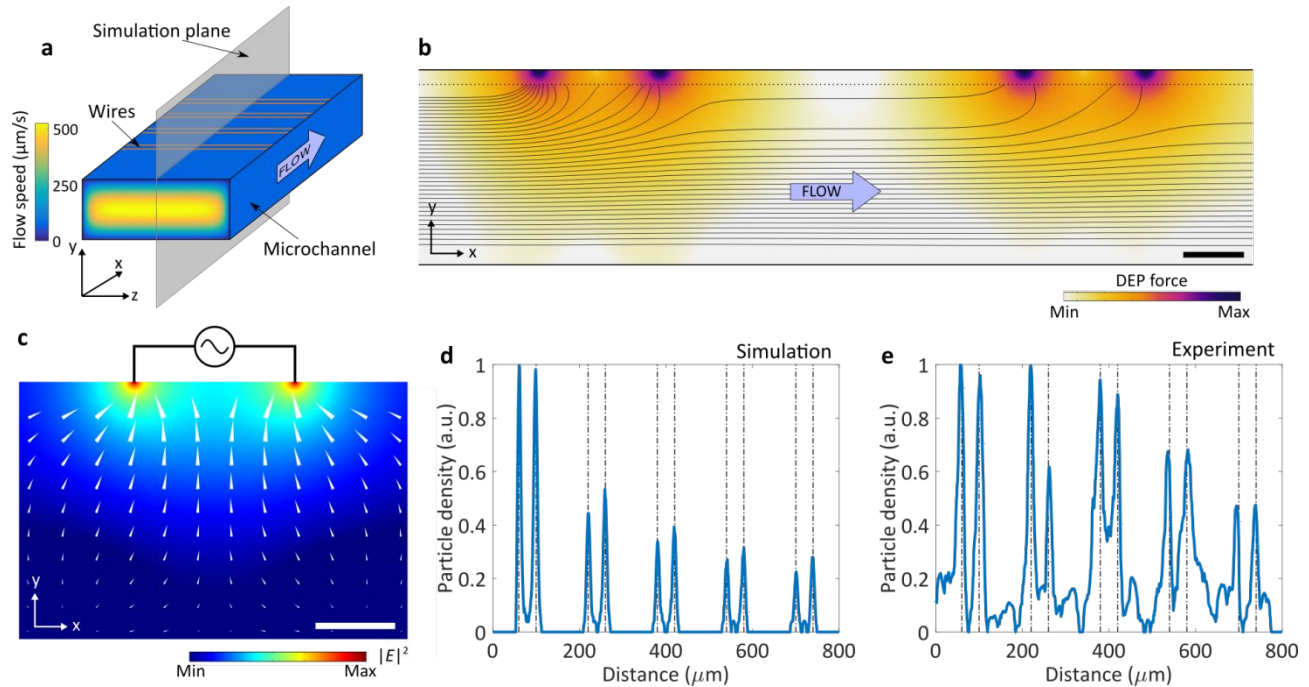 a
Simulation plane
Wires
FLOW
Flow speed (μm/s)
500
250
0
Microchannel
y
x
z
b
FLOW
y
x
DEP force
Min
Max
c
y
x
Min
Max
|E|²
d
Simulation
Particle density (a.u.)
1
0.8
0.6
0.4
0.2
0
0 200 400 600 800
Distance (μm)
e
Experiment
Particle density (a.u.)
1
0.8
0.6
0.4
0.2
0
0 200 400 600 800
Distance (μm)